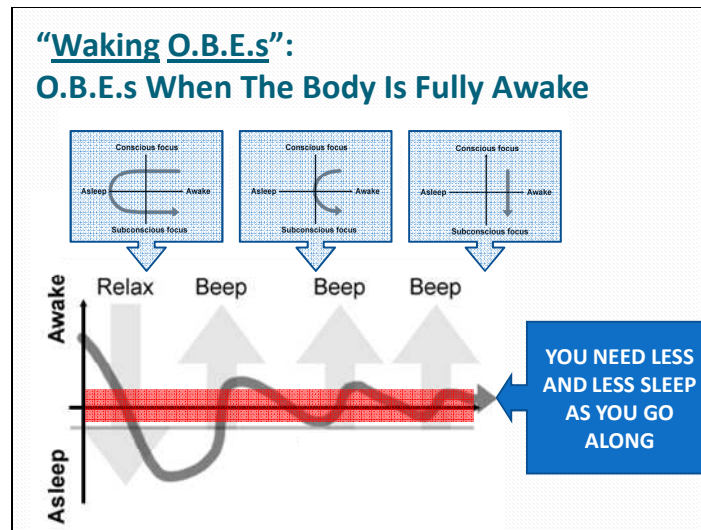 “Waking O.B.E.s”:
O.B.E.s When The Body Is Fully Awake
Conscious focus
Asleep
Awake
Subconscious focus
Conscious focus
Asleep
Awake
Subconscious focus
Conscious focus
Asleep
Awake
Subconscious focus
Relax
Beep
Beep
Beep
Awake
Asleep
YOU NEED LESS
AND LESS SLEEP
AS YOU GO
ALONG